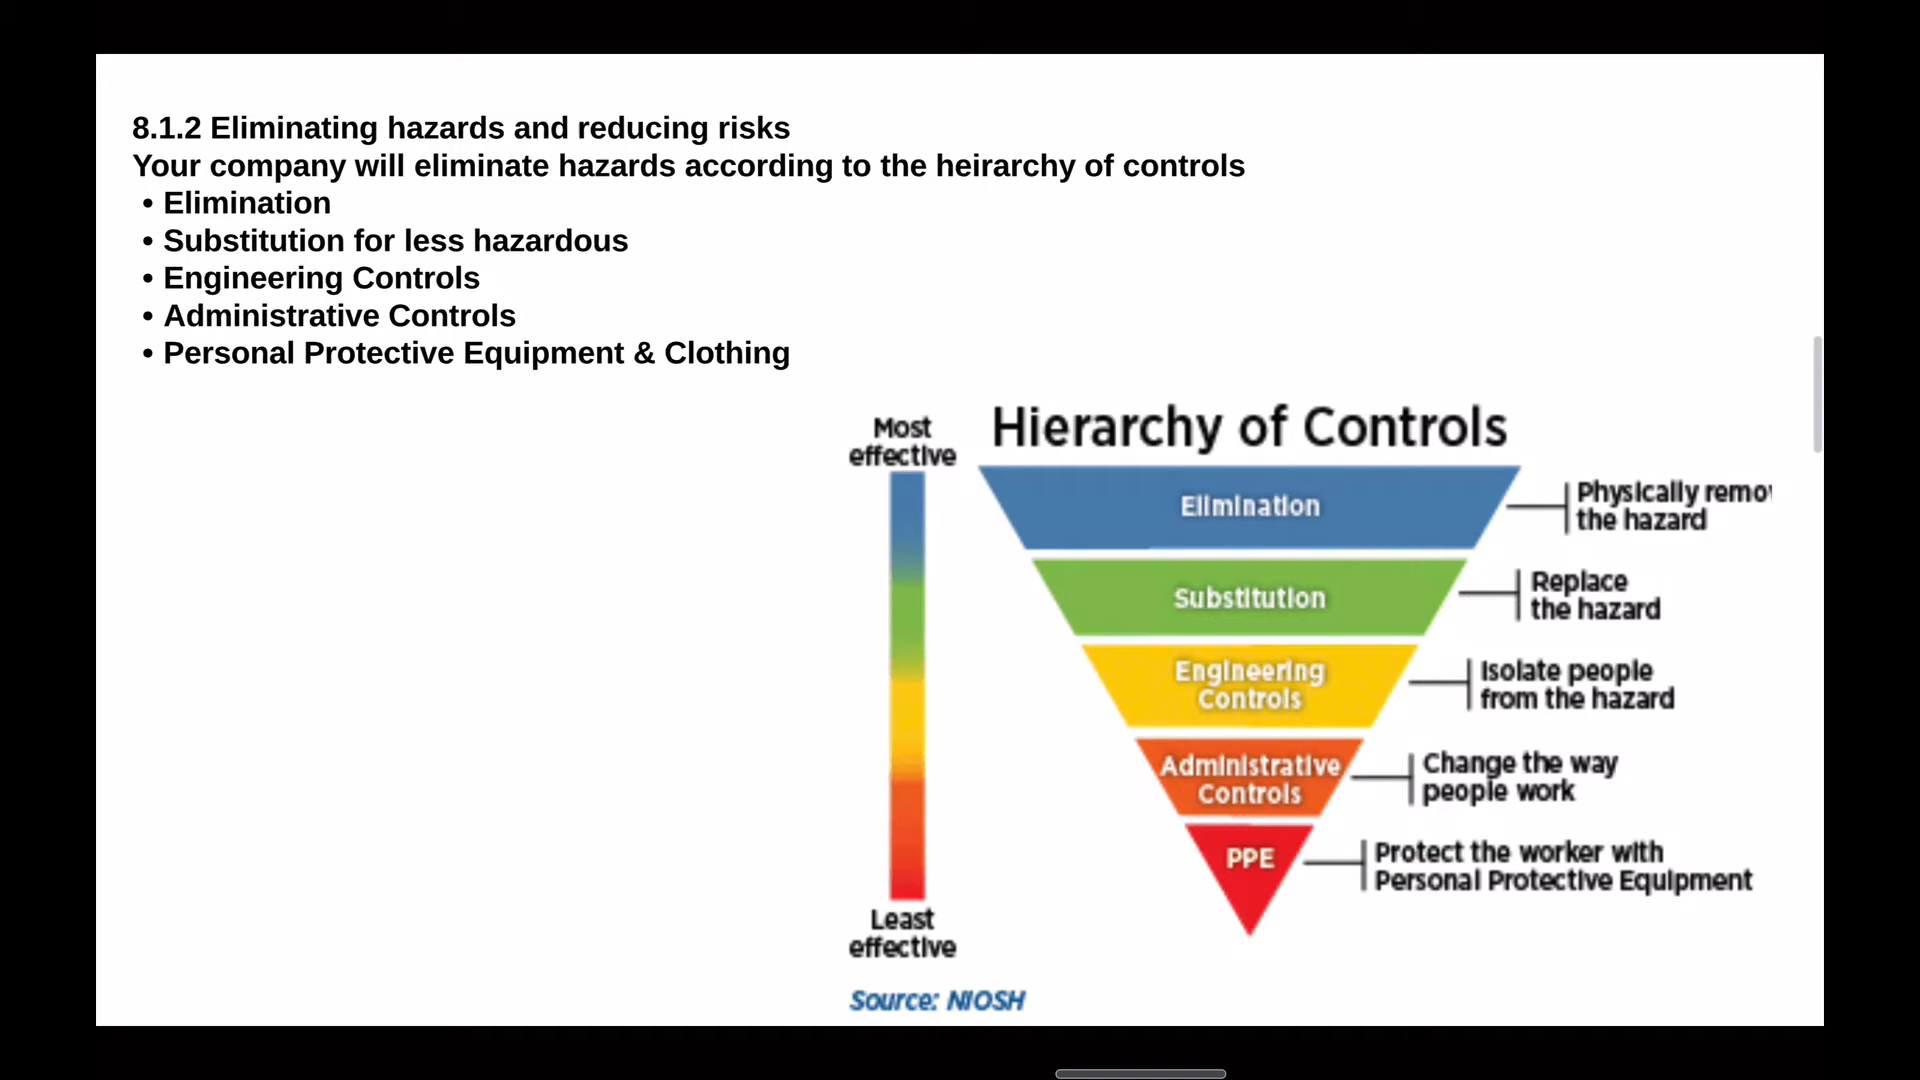 8.1.2 Eliminating hazards and reducing risks
Your company will eliminate hazards according to the heirarchy of controls
• Elimination
• Substitution for less hazardous
• Engineering Controls
• Administrative Controls
• Personal Protective Equipment & Clothing
Hierarchy of Controls
Most
effective
Elimination
Physically
the hazard
Substitution
Replace
the hazard
Engineering
Controls
Isolate people
from the hazard
Administrative
Controls
Change the way
people work
PPE
Protect the worker with
Personal Protective Equipment
Least
effective
Source: NIOSH